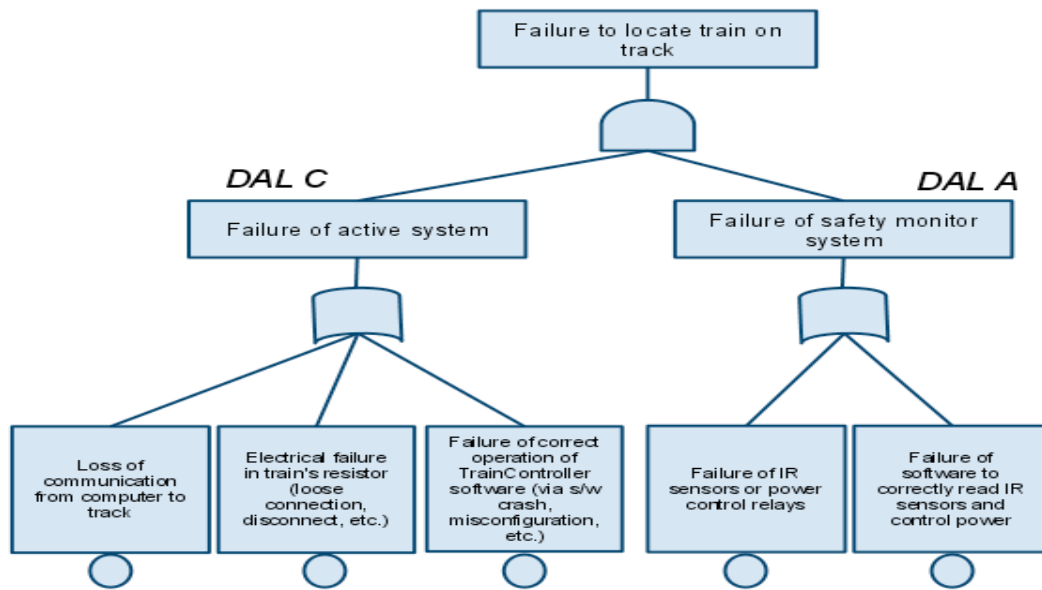 Failure to locate train on
track
DAL C
DAL A
Failure of active system
Failure of safety monitor
system
Loss of
communication
from computer to
track
Electrical failure
in train's resistor
(loose
connection,
disconnect, etc.)
Failure of correct
operation of
TrainController
software (via s/w
crash,
misconfiguration,
etc.)
Failure of IR
sensors or power
control relays
Failure of
software to
correctly read IR
sensors and
control power